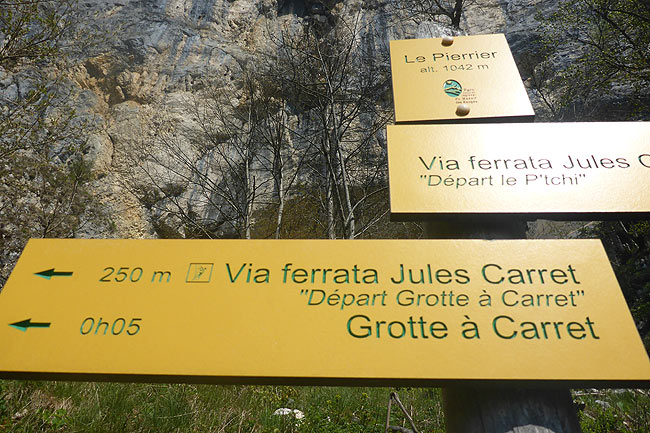 Le Pierrier
alt. 1042 m
Via ferrata Jules C
"Départ le P'tchi"
250 m Via ferrata Jules Carret
"Départ Grotte à Carret"
0h05 Grotte à Carret